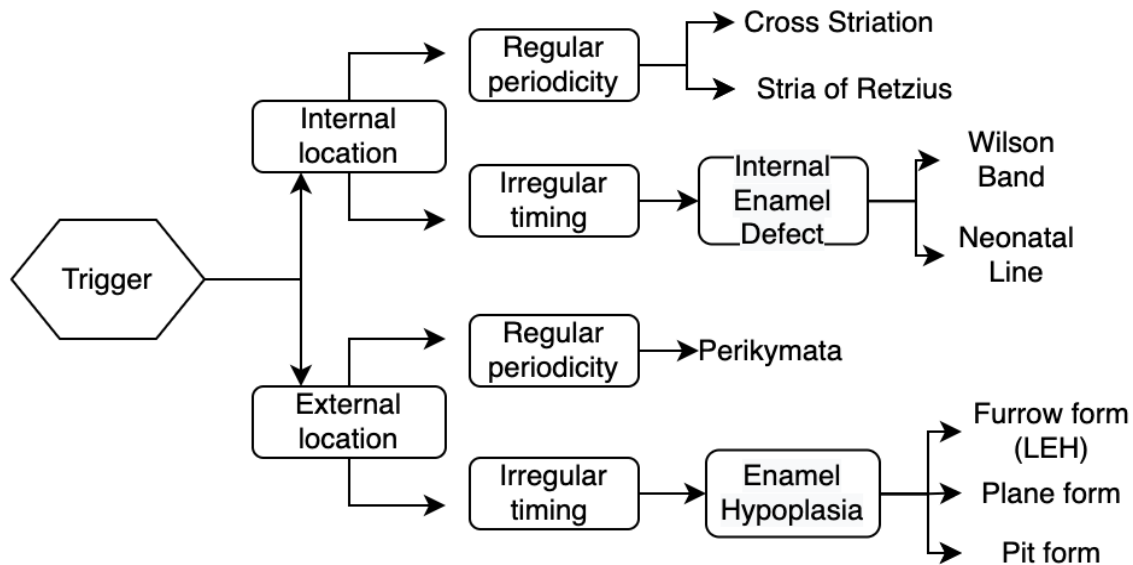 Cross Striation
Regular
periodicity
Stria of Retzius
Internal
location
Wilson
Band
Irregular
timing
Internal
Enamel
Defect
Neonatal
Line
Trigger
Regular
periodicity
Perikymata
External
location
Furrow form
(LEH)
Irregular
timing
Enamel
Hypoplasia
Plane form
Pit form